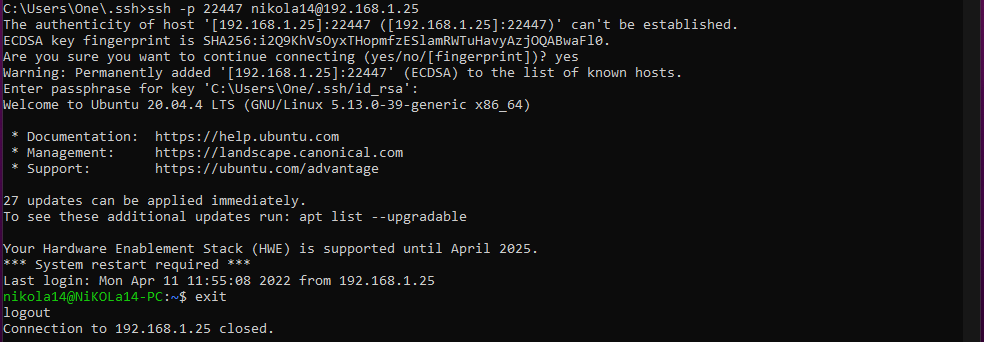 C:\Users\One\.ssh>ssh -p 22447 nikola14@192.168.1.25
The authenticity of host '[192.168.1.25]:22447 ([192.168.1.25]:22447)' can't be established.
ECDSA key fingerprint is SHA256:i2Q9KhVsOyxTHopmfzESlamRWTuHavyAzjOQABwaFl0.
Are you sure you want to continue connecting (yes/no/[fingerprint])? yes
Warning: Permanently added '[192.168.1.25]:22447' (ECDSA) to the list of known hosts.
Enter passphrase for key 'C:\Users\One/.ssh/id_rsa':
Welcome to Ubuntu 20.04.4 LTS (GNU/Linux 5.13.0-39-generic x86_64)
* Documentation:  https://help.ubuntu.com
* Management:     https://landscape.canonical.com
* Support:        https://ubuntu.com/advantage
27 updates can be applied immediately.
To see these additional updates run: apt list --upgradable
Your Hardware Enablement Stack (HWE) is supported until April 2025.
*** System restart required ***
Last login: Mon Apr 11 11:55:08 2022 from 192.168.1.25
nikola14@NiKOLa14-PC:~$ exit
logout
Connection to 192.168.1.25 closed.